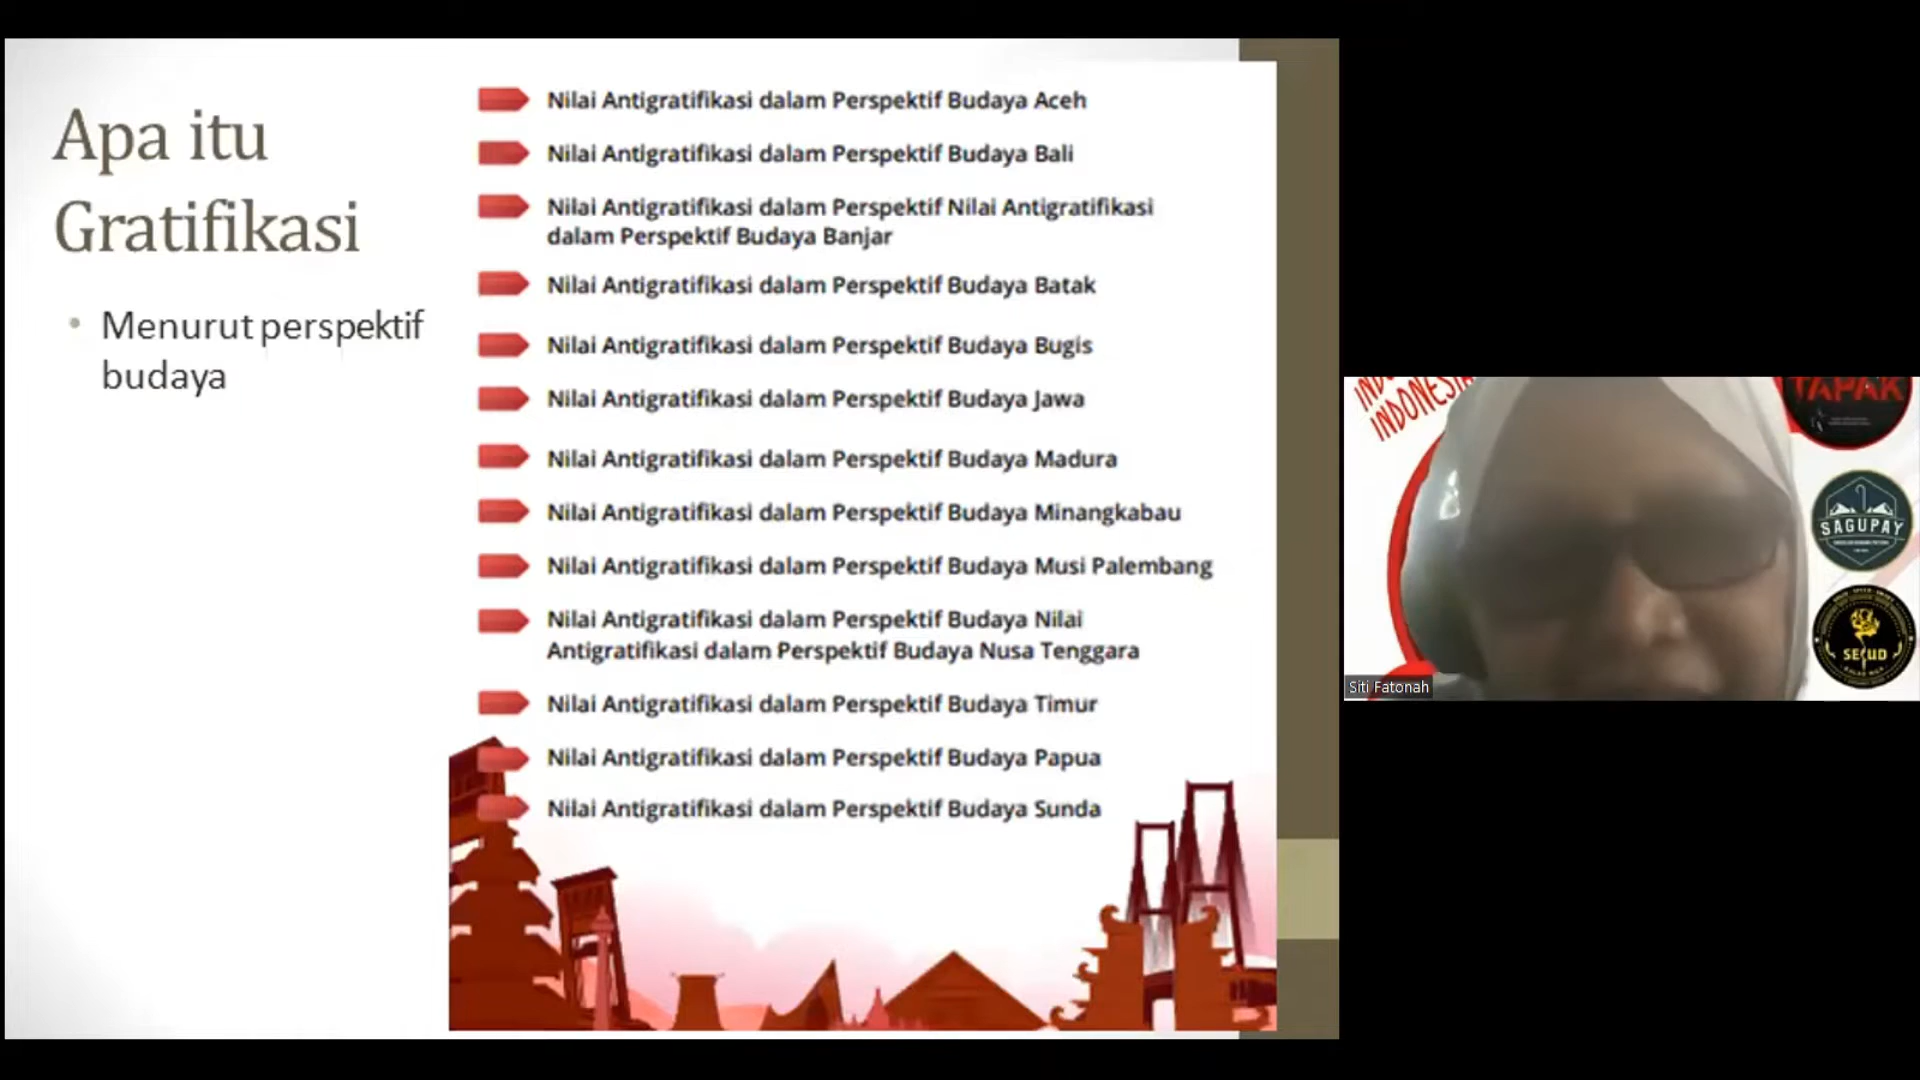 Apa itu
Gratifikasi
Menurut perspektif
budaya
Nilai Antigratifikasi dalam Perspektif Budaya Aceh
Nilai Antigratifikasi dalam Perspektif Budaya Bali
Nilai Antigratifikasi dalam Perspektif Nilai Antigratifikasi
dalam Perspektif Budaya Banjar
Nilai Antigratifikasi dalam Perspektif Budaya Batak
Nilai Antigratifikasi dalam Perspektif Budaya Bugis
Nilai Antigratifikasi dalam Perspektif Budaya Jawa
Nilai Antigratifikasi dalam Perspektif Budaya Madura
Nilai Antigratifikasi dalam Perspektif Budaya Minangkabau
Nilai Antigratifikasi dalam Perspektif Budaya Musi Palembang
Nilai Antigratifikasi dalam Perspektif Budaya Nilai
Antigratifikasi dalam Perspektif Budaya Nusa Tenggara
Nilai Antigratifikasi dalam Perspektif Budaya Timur
Nilai Antigratifikasi dalam Perspektif Budaya Papua
Nilai Antigratifikasi dalam Perspektif Budaya Sunda
INDONESIA
TAPAK
SAGUPAY
Siti Fatonah